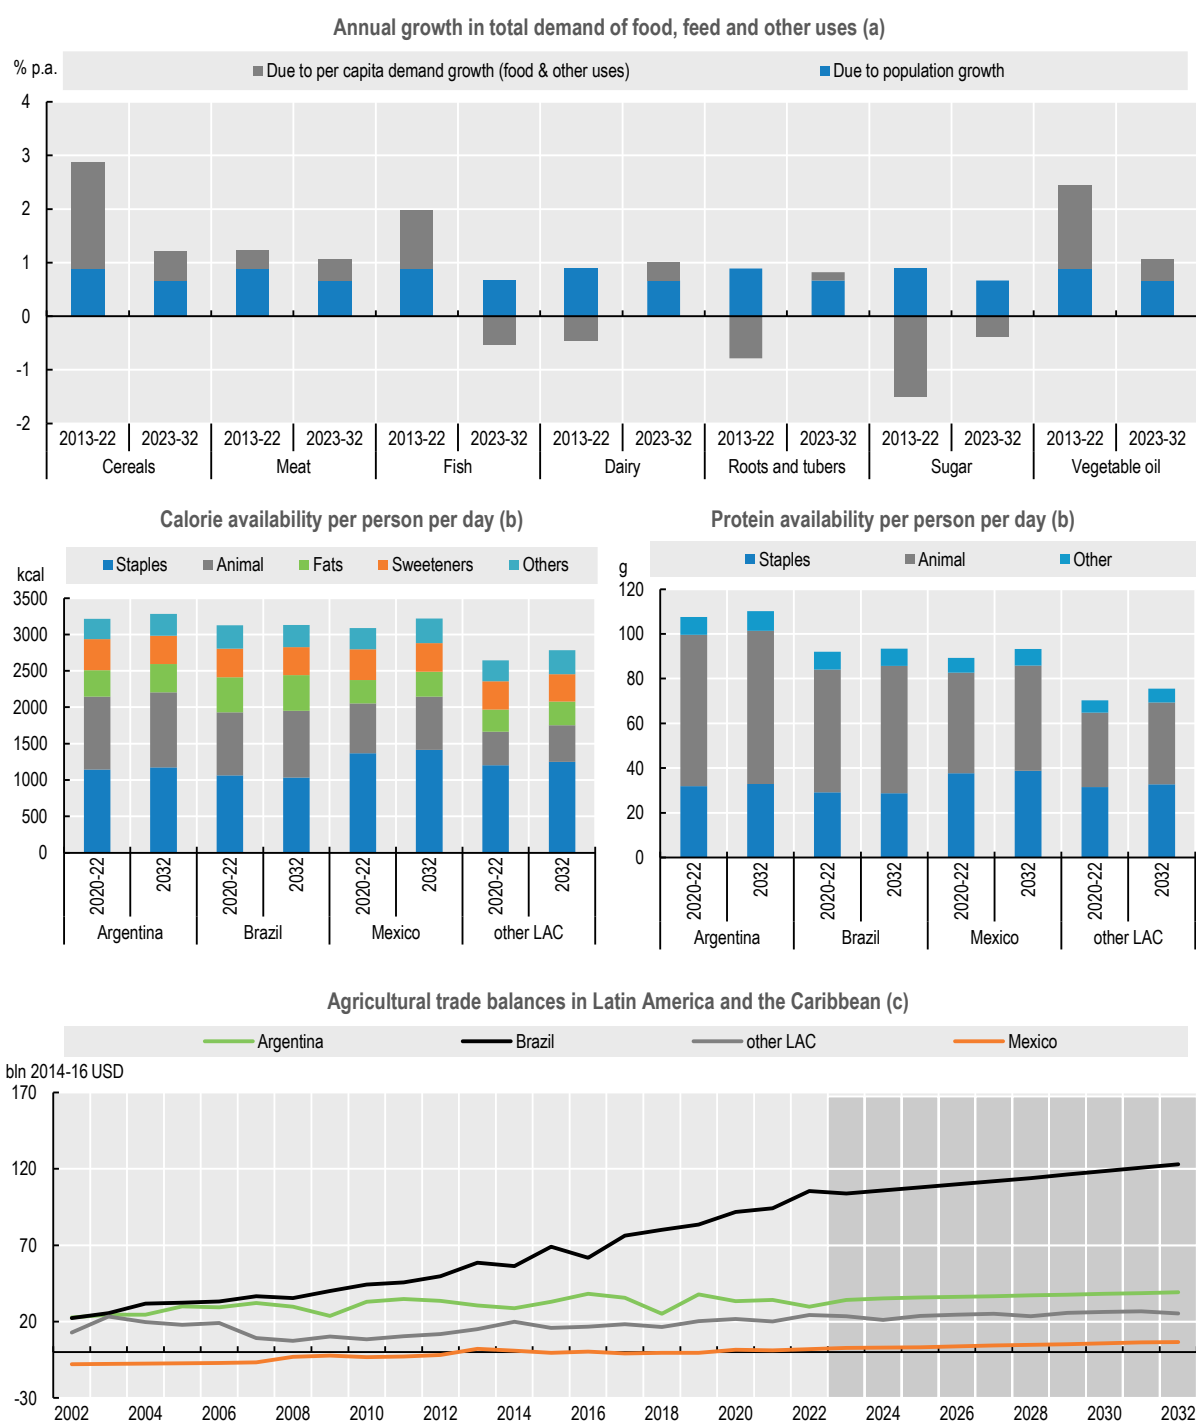 Annual growth in total demand of food, feed and other uses (a)
% p.a.
Due to per capita demand growth (food & other uses)
Due to population growth
4
3
2
1
0
-1
-2
2013-22 2023-32 2013-22 2023-32 2013-22 2023-32 2013-22 2023-32 2013-22 2023-32 2013-22 2023-32 2013-22 2023-32
Cereals Meat Fish Dairy Roots and tubers Sugar Vegetable oil
Calorie availability per person per day (b)
Staples Animal Fats Sweeteners Others
kcal
3500
3000
2500
2000
1500
1000
500
0
2020-22 2032 2020-22 2032 2020-22 2032 2020-22 2032
Argentina Brazil Mexico other LAC
Protein availability per person per day (b)
Staples Animal Other
g
120
100
80
60
40
20
0
2020-22 2032 2020-22 2032 2020-22 2032 2020-22 2032
Argentina Brazil Mexico other LAC
Agricultural trade balances in Latin America and the Caribbean (c)
Argentina Brazil other LAC Mexico
bln 2014-16 USD
170
120
70
20
-30
2002 2004 2006 2008 2010 2012 2014 2016 2018 2020 2022 2024 2026 2028 2030 2032